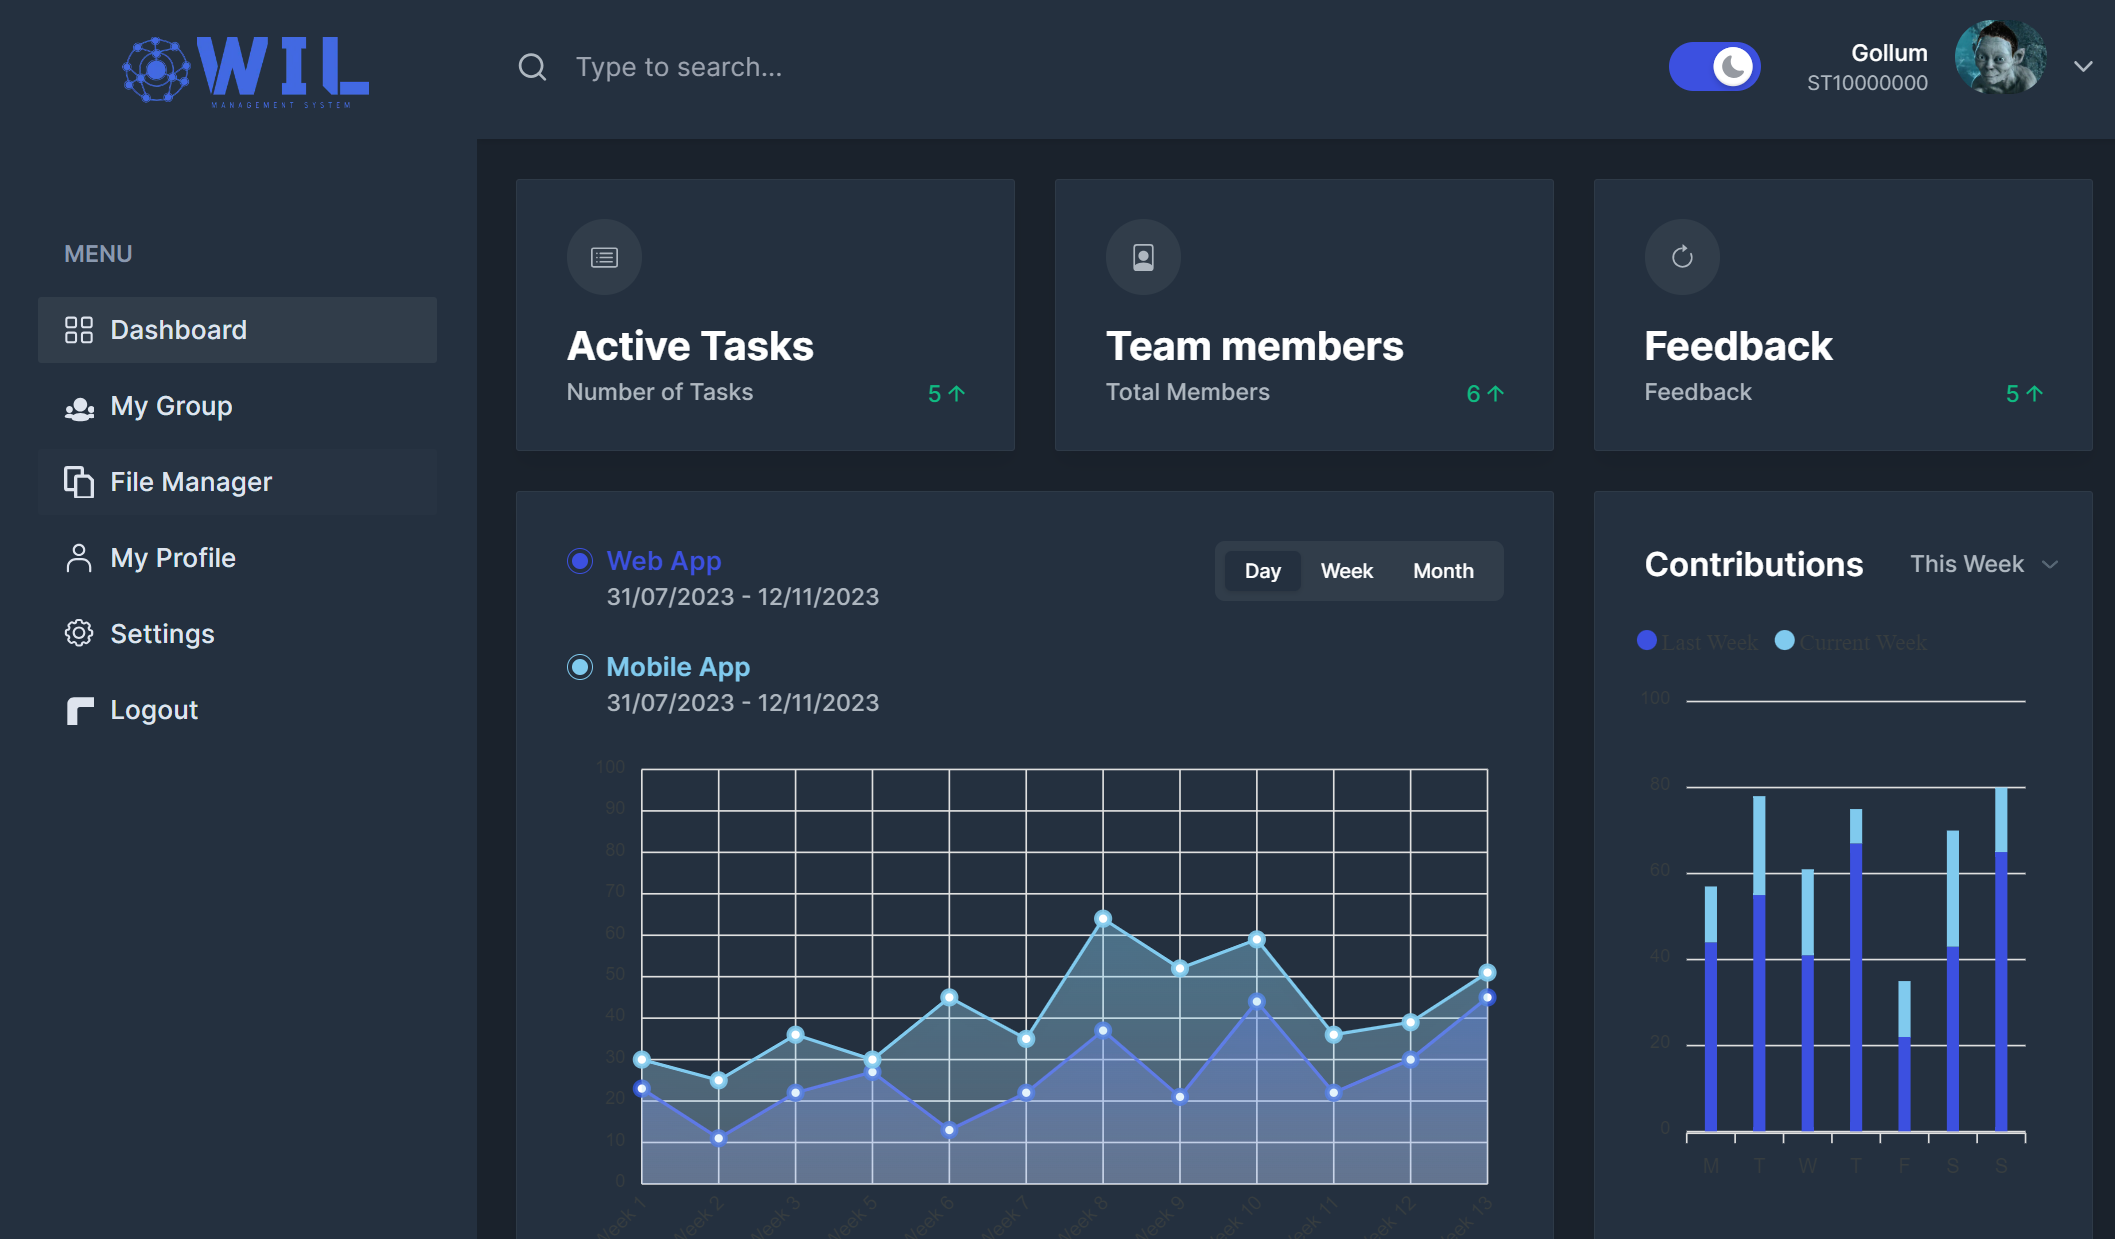 WIL
MANAGEMENT SYSTEM
Type to search...
Gollum
ST10000000
MENU
Dashboard
My Group
File Manager
My Profile
Settings
Logout
Active Tasks
Number of Tasks
5
Team members
Total Members
6
Feedback
Feedback
5
Web App
31/07/2023 - 12/11/2023
Mobile App
31/07/2023 - 12/11/2023
Day Week Month
100
90
80
70
60
50
40
30
20
10
0
Week 1 Week 2 Week 3 Week 5 Week 6 Week 7 Week 8 Week 9 Week 10 Week 11 Week 12 Week 13
Contributions
This Week
Last Week Current Week
100
80
60
40
20
0
M T W T F S S